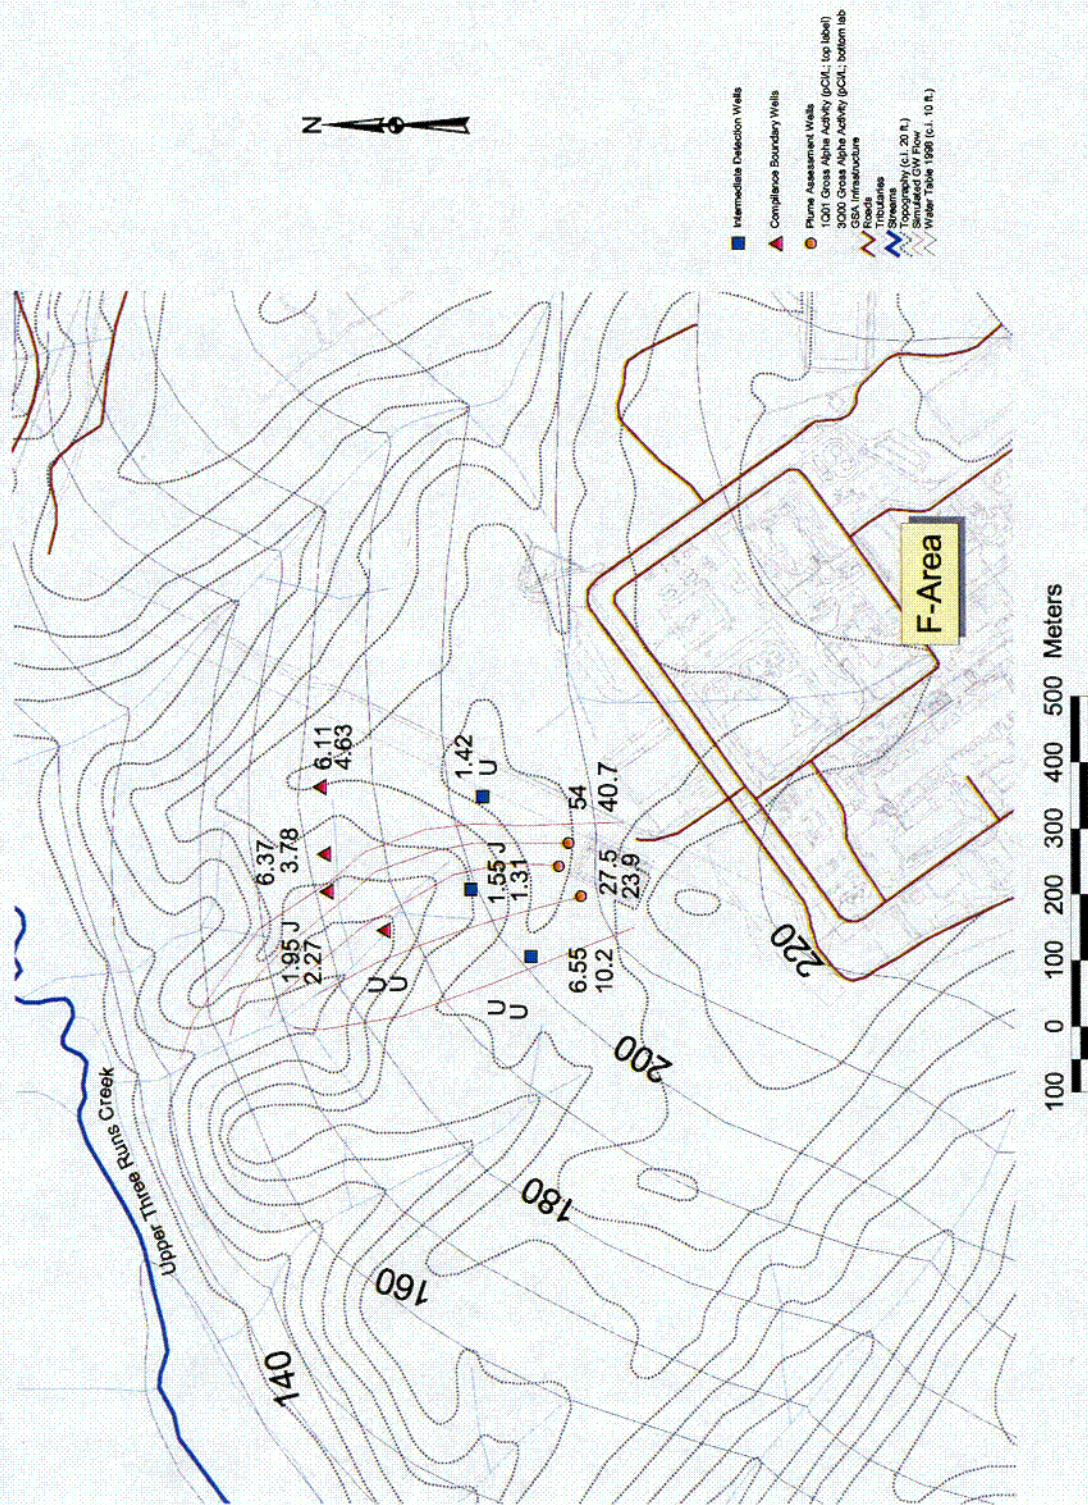 N
Intermediate Detection Wells
Compliance Boundary Wells
Plume Assessment Wells
1Q01 Gross Alpha Activity (pCi/L; top label)
3Q00 Gross Alpha Activity (pCi/L; bottom lab
GSA Infrastructure
Roads
Tributaries
Streams
Topography (c.i. 20 ft.)
Simulated GW Flow
Water Table 1998 (c.i. 10 ft.)
Upper Three Runs Creek
6.11
4.63
6.37
3.78
1.95 J
2.27
U
U
1.42
U
1.55 J
1.31
U
U
54
40.7
27.5
23.9
6.55
10.2
140
160
180
200
220
F-Area
100 0 100 200 300 400 500 Meters